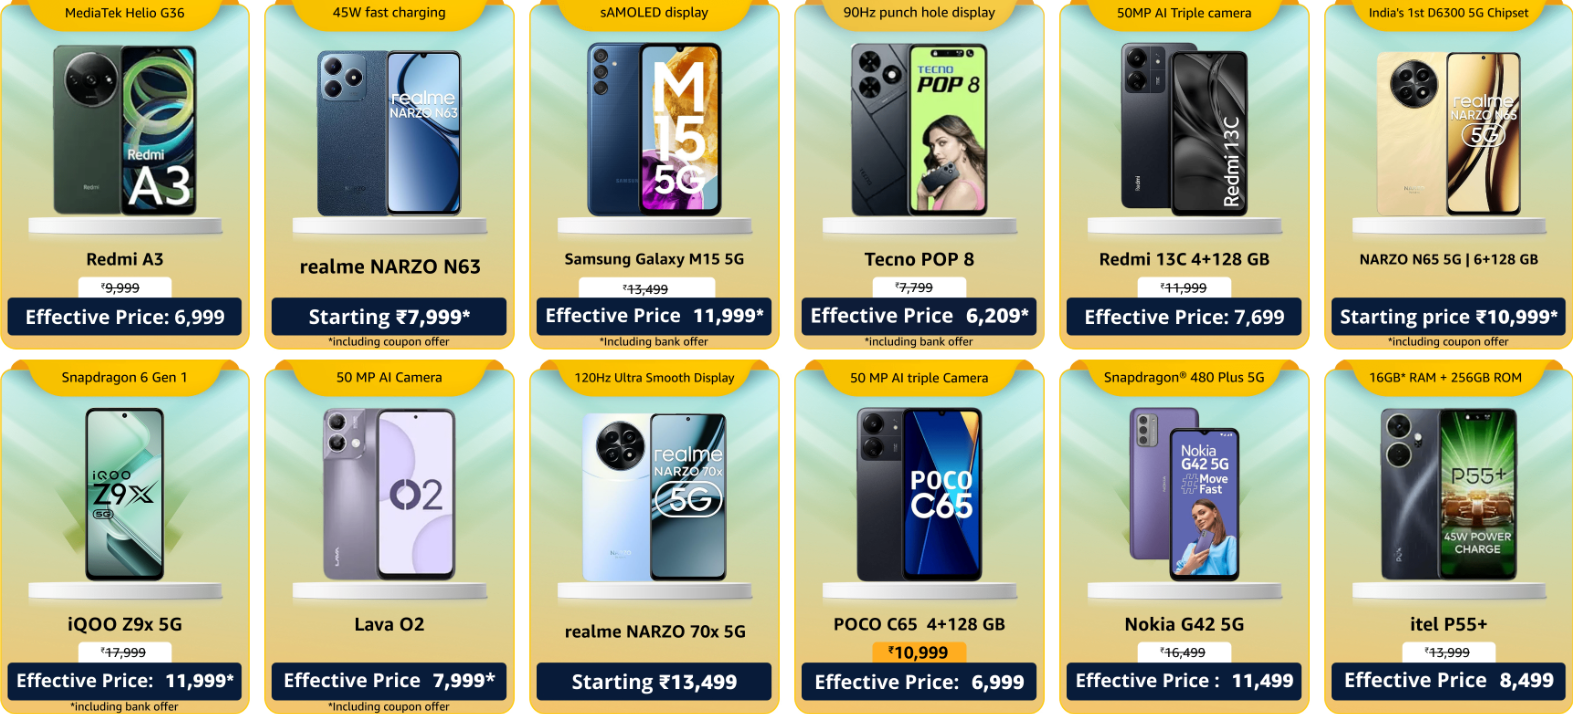 MediaTek Helio G36
Redmi
A3
Redmi
Redmi A3
₹9,999
Effective Price: 6,999
45W fast charging
realme
NARZO N63
realme NARZO N63
Starting ₹7,999*
*including coupon offer
sAMOLED display
M
15
5G
SAMSUNG
Samsung Galaxy M15 5G
₹13,499
Effective Price 11,999*
*Including bank offer
90Hz punch hole display
TECNO
POP 8
Tecno POP 8
₹7,799
Effective Price 6,209*
*including bank offer
50MP AI Triple camera
Redmi
Redmi 13C
Redmi 13C 4+128 GB
₹11,999
Effective Price: 7,699
India's 1st D6300 5G Chipset
realme
NARZO N65
5G
NARZO N65 5G | 6+128 GB
Starting price ₹10,999*
*including coupon offer
Snapdragon 6 Gen 1
iQOO
Z9X
5G
iQOO Z9x 5G
₹17,999
Effective Price: 11,999*
*including bank offer
50 MP AI Camera
LAVA
O2
Lava O2
Effective Price 7,999*
*Including coupon offer
120Hz Ultra Smooth Display
realme
NARZO 70x
5G
realme NARZO 70x 5G
Starting ₹13,499
50 MP AI triple Camera
POCO
C65
POCO C65 4+128 GB
₹10,999
Effective Price: 6,999
Snapdragon® 480 Plus 5G
Nokia
G42 5G
#Move
Fast
Nokia G42 5G
₹16,499
Effective Price : 11,499
16GB* RAM + 256GB ROM
P55+
45W POWER
CHARGE
itel P55+
₹13,999
Effective Price 8,499